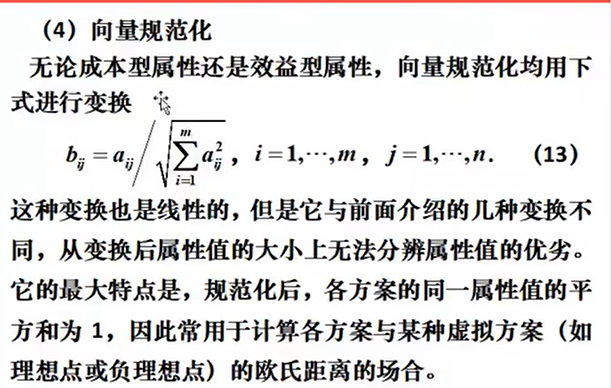 （4）向量规范化
无论成本型属性还是效益型属性，向量规范化均用下
式进行变换
b_{ij} = a_{ij} / \sqrt{\sum_{i=1}^{m} a_{ij}^{2}} ，i = 1,⋯,m，j = 1,⋯,n.　（13）
这种变换也是线性的，但是它与前面介绍的几种变换不
同，从变换后属性值的大小上无法分辨属性值的优劣。
它的最大特点是，规范化后，各方案的同一属性值的平
方和为 1，因此常用于计算各方案与某种虚拟方案（如
理想点或负理想点）的欧氏距离的场合。